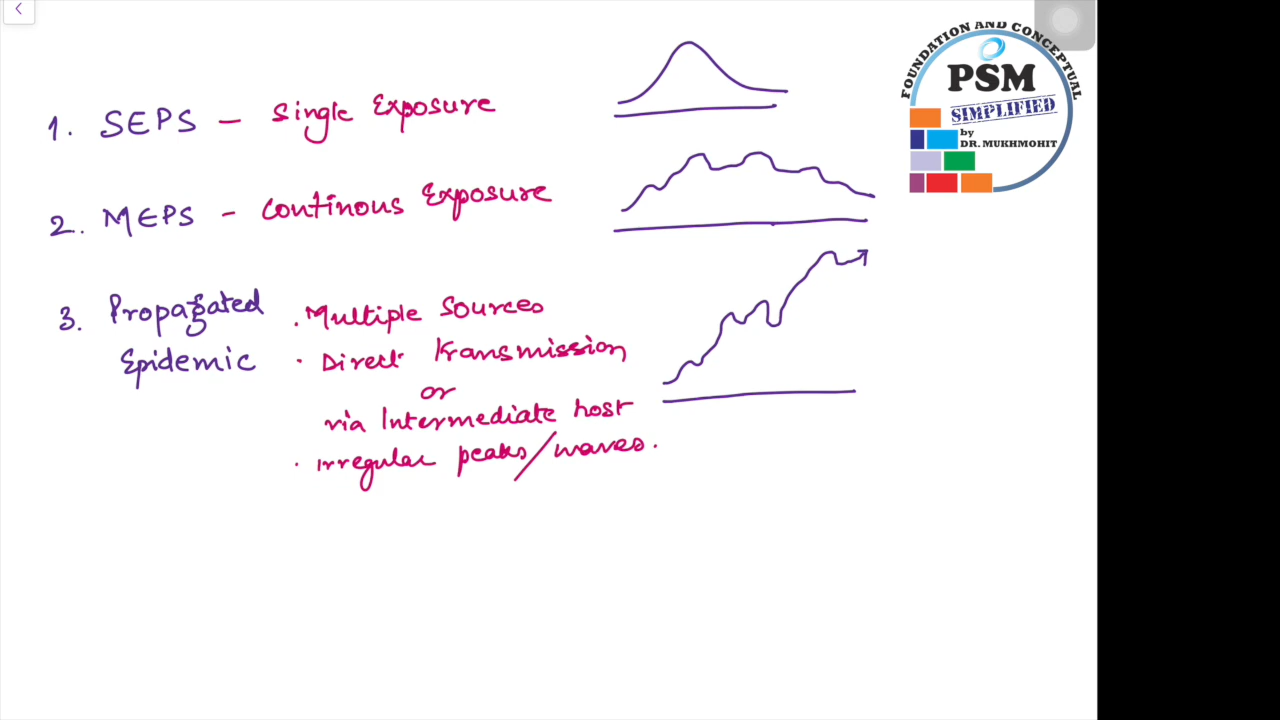 1. SEPS - Single Exposure
2. MEPS - Continous Exposure
3. Propagated Epidemic
. Multiple Sources
. Direct transmission
or
via Intermediate host
. Irregular peaks/waves.
FOUNDATION AND CONCEPTUAL
PSM
SIMPLIFIED
by
DR. MUKHMOHIT